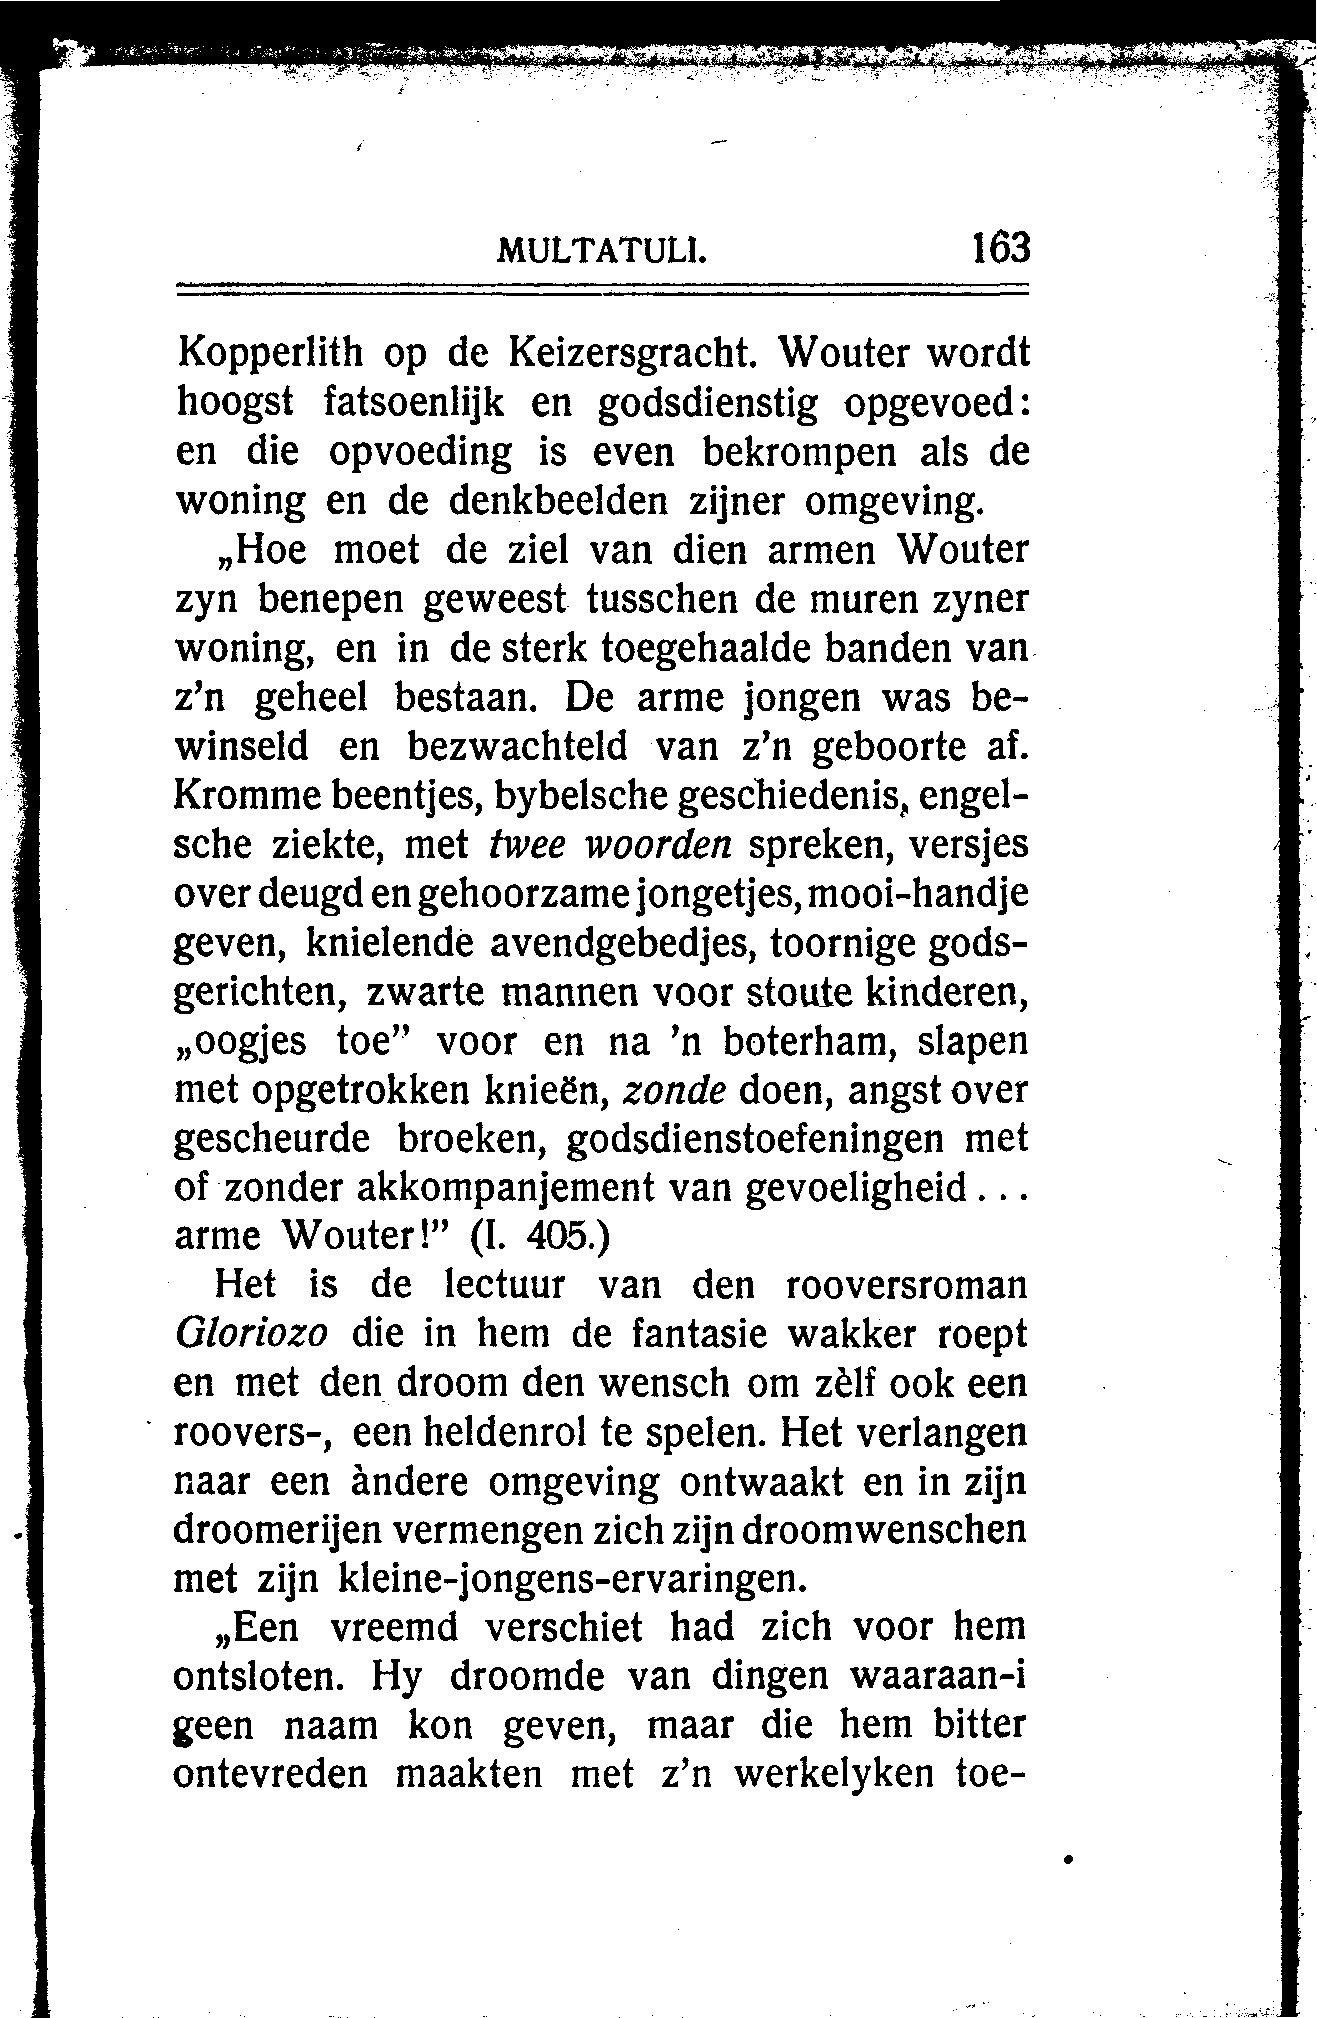 MULTATULI. 163
Kopperlith op de Keizersgracht. Wouter wordt
hoogst fatsoenlijk en godsdienstig opgevoed:
en die opvoeding is even bekrompen als de
woning en de denkbeelden zijner omgeving.
„Hoe moet de ziel van dien armen Wouter
zyn benepen geweest tusschen de muren zyner
woning, en in de sterk toegehaalde banden van
z’n geheel bestaan. De arme jongen was be-
winseld en bezwachteld van z’n geboorte af.
Kromme beentjes, bybelsche geschiedenis, engel-
sche ziekte, met twee woorden spreken, versjes
over deugd en gehoorzame jongetjes, mooi-handje
geven, knielende avendgebedjes, toornige gods-
gerichten, zwarte mannen voor stoute kinderen,
„oogjes toe” voor en na ’n boterham, slapen
met opgetrokken knieën, zonde doen, angst over
gescheurde broeken, godsdienstoefeningen met
of zonder akkompanjement van gevoeligheid ...
arme Wouter!” (I. 405.)
Het is de lectuur van den rooversroman
Gloriozo die in hem de fantasie wakker roept
en met den droom den wensch om zèlf ook een
roovers-, een heldenrol te spelen. Het verlangen
naar een àndere omgeving ontwaakt en in zijn
droomerijen vermengen zich zijn droomwenschen
met zijn kleine-jongens-ervaringen.
„Een vreemd verschiet had zich voor hem
ontsloten. Hy droomde van dingen waaraan-i
geen naam kon geven, maar die hem bitter
ontevreden maakten met z’n werkelyken toe-